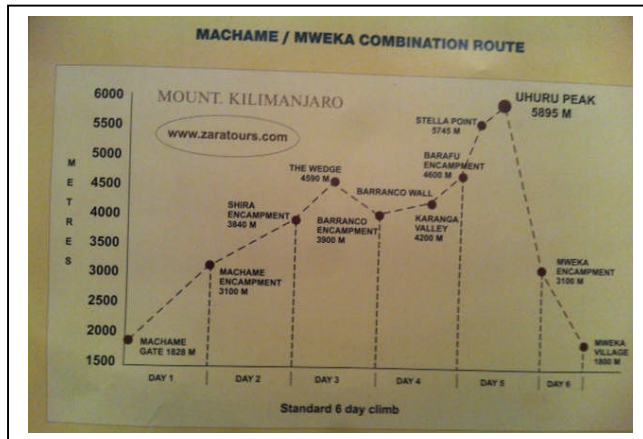 MACHAME / MWEKA COMBINATION ROUTE
6000
5500
5000
4500
4000
3500
3000
2000
1500
METRES
MOUNT. KILIMANJARO
www.zaratours.com
MACHAME
GATE 1828 M
MACHAME
ENCAMPMENT
3100 M
SHIRA
ENCAMPMENT
3840 M
THE WEDGE
4590 M
BARRANCO
ENCAMPMENT
3900 M
BARRANCO WALL
KARANGA
VALLEY
4200 M
BARAFU
ENCAMPMENT
4600 M
STELLA POINT
5745 M
UHURU PEAK
5895 M
MWEKA
ENCAMPMENT
3100 M
MWEKA
VILLAGE
1800 M
DAY 1
DAY 2
DAY 3
DAY 4
DAY 5
DAY 6
Standard 6 day climb